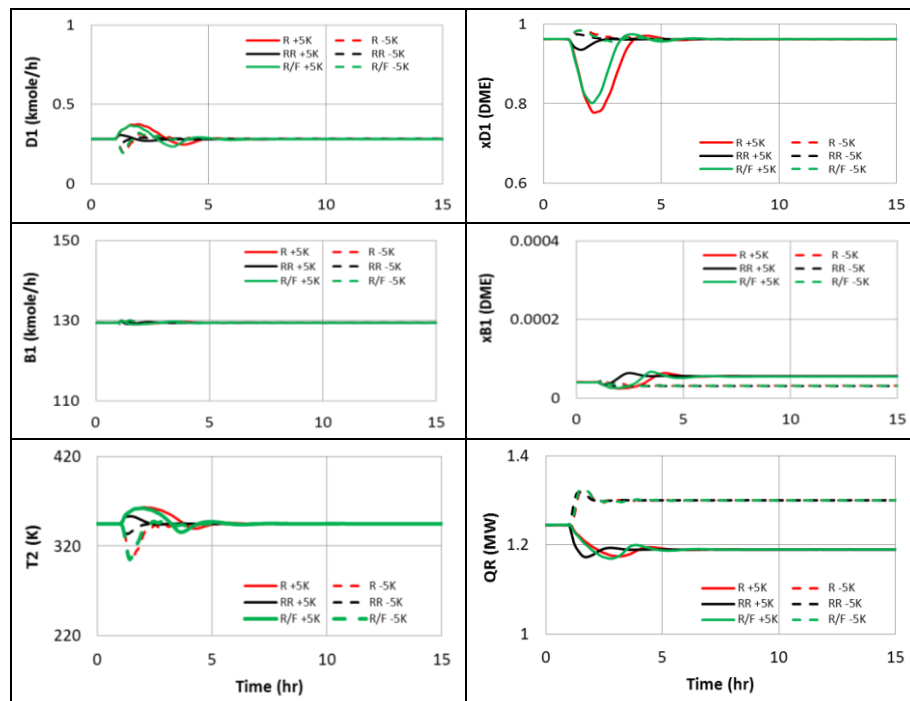 D1 (kmole/h)
1
0.5
0
R +5K
R -5K
RR +5K
RR -5K
R/F +5K
R/F -5K
0
5
10
15
xD1 (DME)
1
0.8
0.6
R +5K
R -5K
RR +5K
RR -5K
R/F +5K
R/F -5K
0
5
10
15
B1 (kmole/h)
150
130
110
R +5K
R -5K
RR +5K
RR -5K
R/F +5K
R/F -5K
0
5
10
15
xB1 (DME)
0.0004
0.0002
0
R +5K
R -5K
RR +5K
RR -5K
R/F +5K
R/F -5K
0
5
10
15
T2 (K)
420
320
220
R +5K
R -5K
RR +5K
RR -5K
R/F +5K
R/F -5K
0
5
10
15
Time (hr)
QR (MW)
1.4
1.2
1
R +5K
R -5K
RR +5K
RR -5K
R/F +5K
R/F -5K
0
5
10
15
Time (hr)